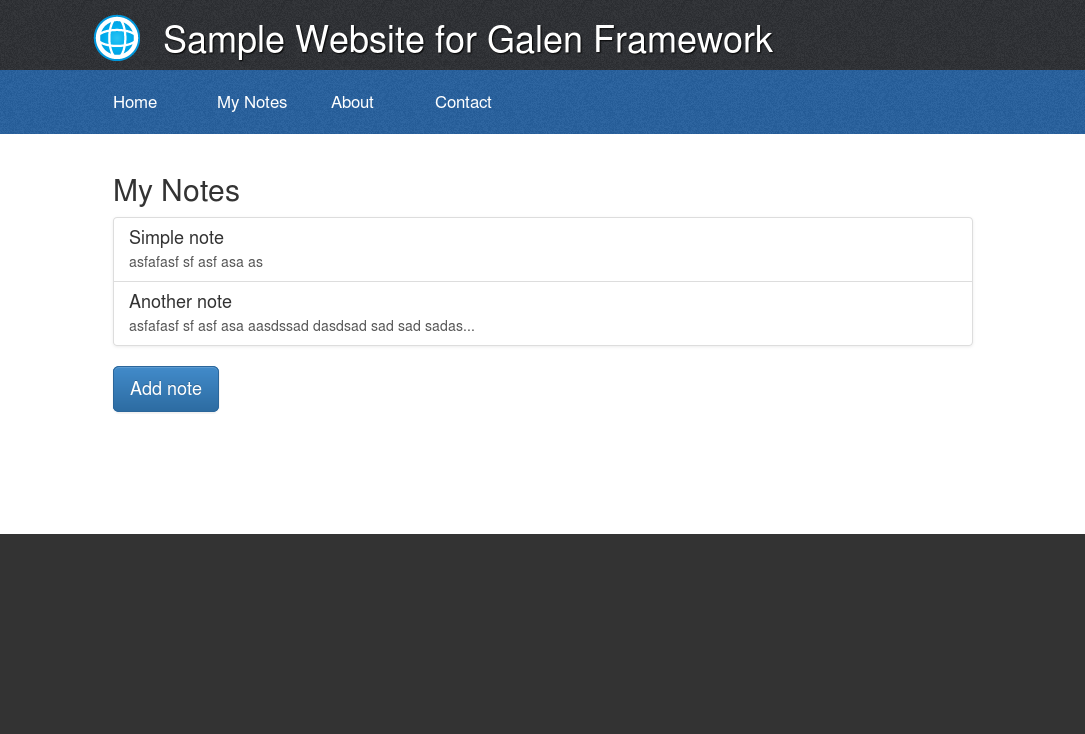 Sample Website for Galen Framework
Home My Notes About Contact
My Notes
Simple note
asfafasf sf asf asa as
Another note
asfafasf sf asf asa aasdssad dasdsad sad sad sadas...
Add note